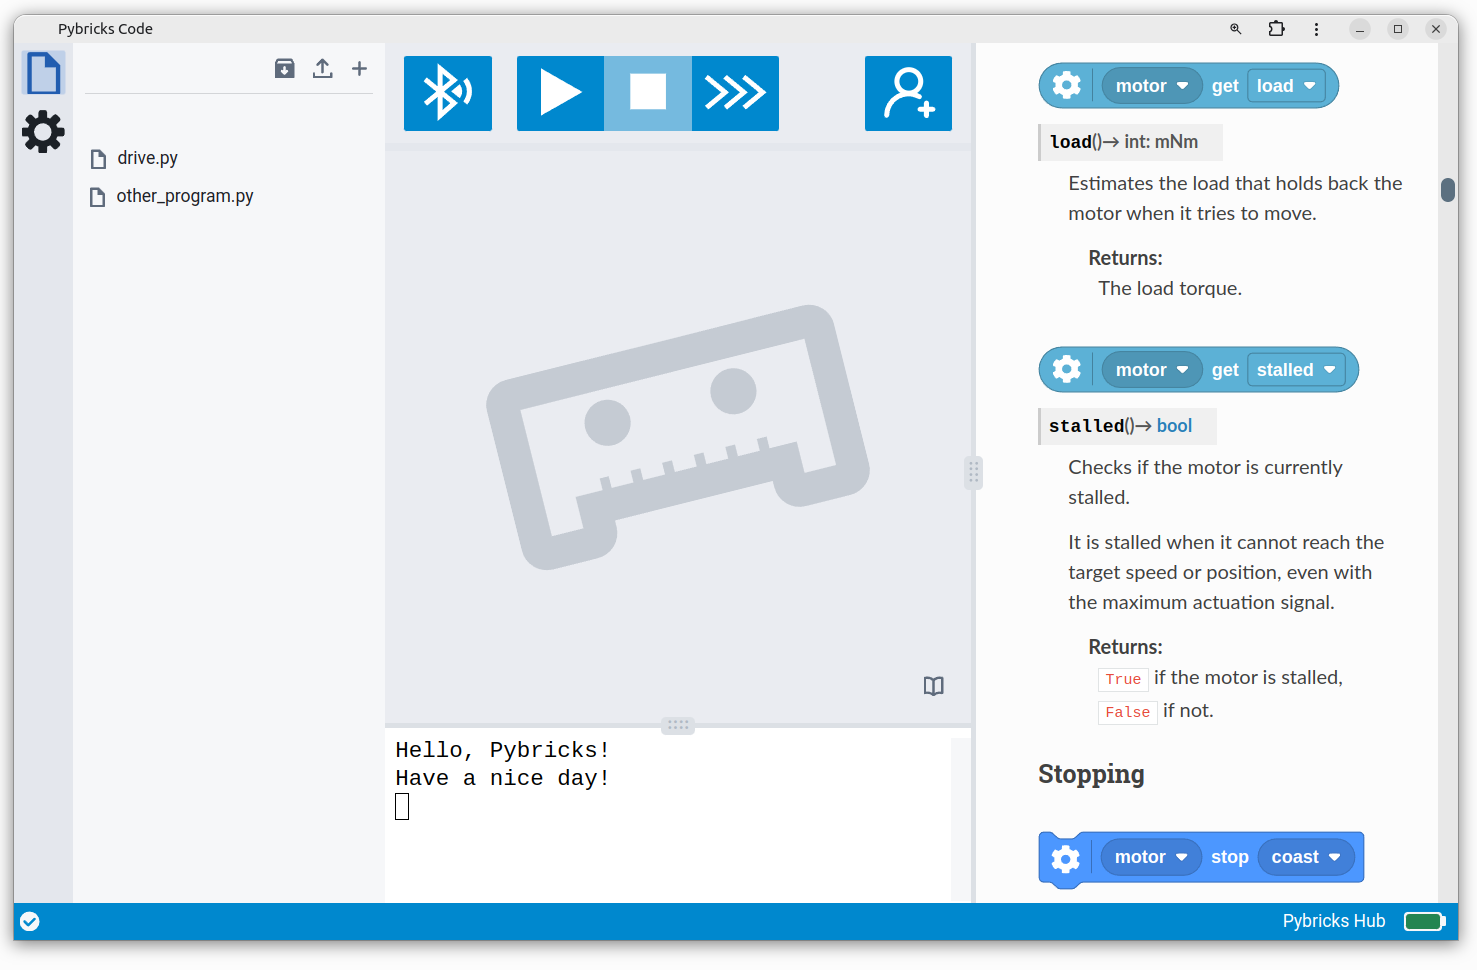 Pybricks Code
drive.py
other_program.py
Hello, Pybricks!
Have a nice day!
motor get load
load()→ int: mNm
Estimates the load that holds back the
motor when it tries to move.
Returns:
The load torque.
motor get stalled
stalled()→ bool
Checks if the motor is currently
stalled.
It is stalled when it cannot reach the
target speed or position, even with
the maximum actuation signal.
Returns:
True if the motor is stalled,
False if not.
Stopping
motor stop coast
Pybricks Hub